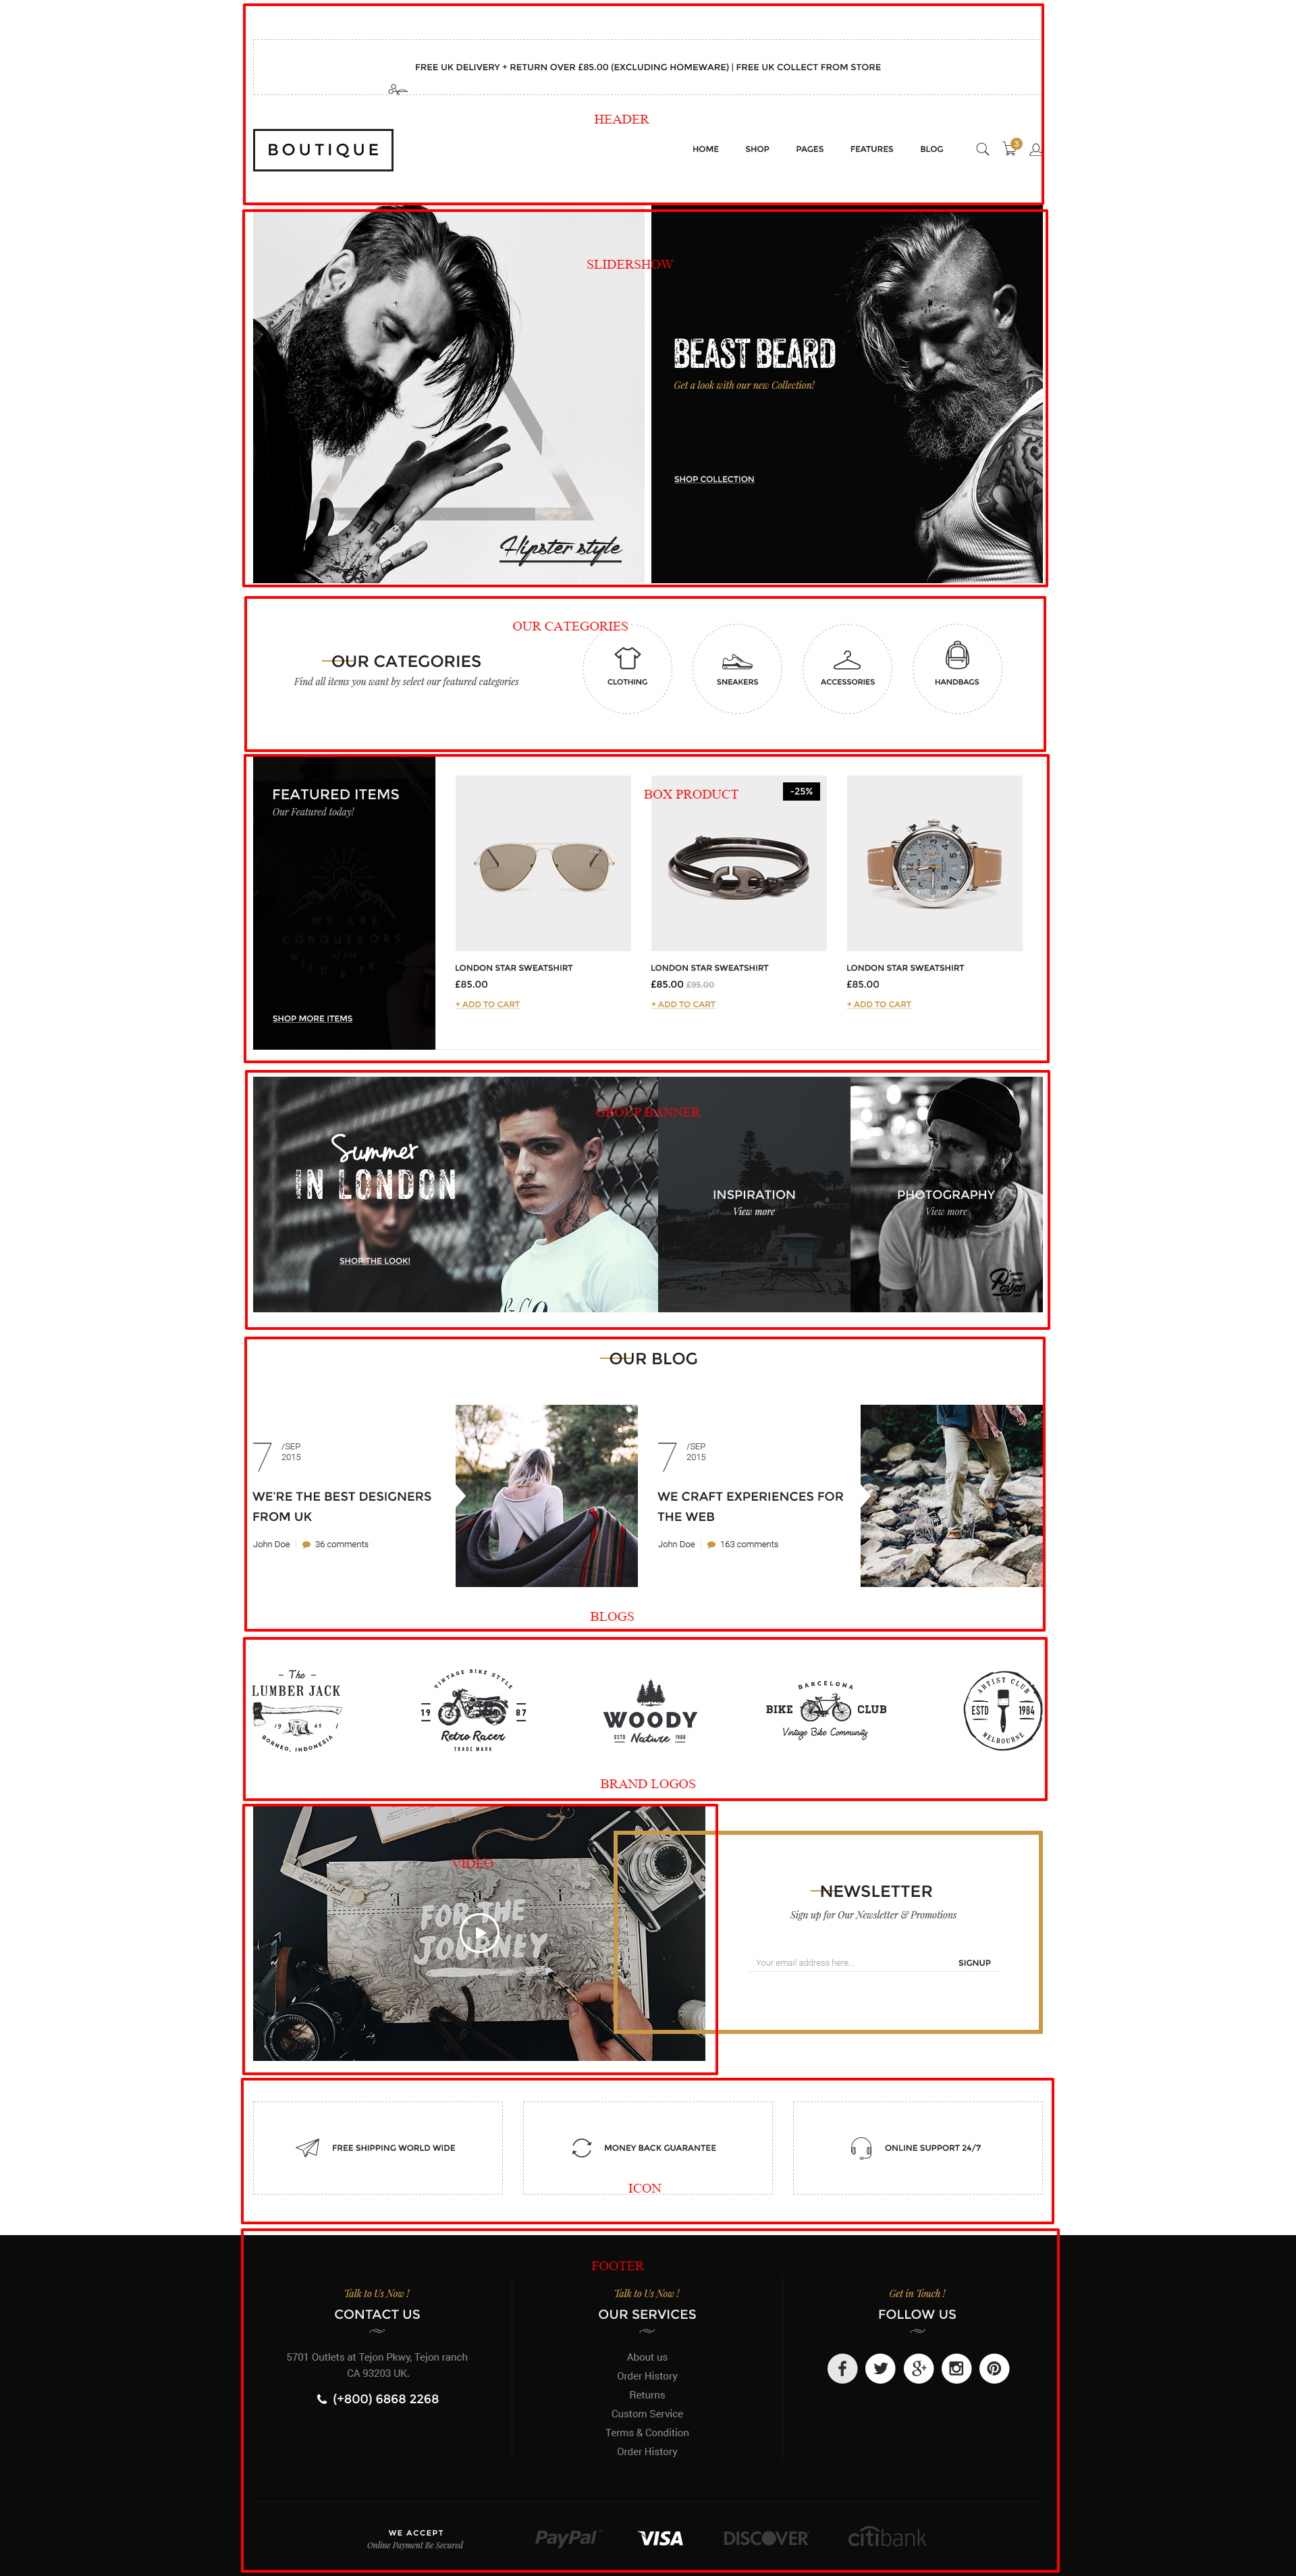 FREE UK DELIVERY + RETURN OVER £85.00 (EXCLUDING HOMEWARE) | FREE UK COLLECT FROM STORE
HEADER
BOUTIQUE
HOME SHOP PAGES FEATURES BLOG
3
SLIDERSHOW
BEAST BEARD
Get a look with our new Collection!
SHOP COLLECTION
Hipster style
OUR CATEGORIES
OUR CATEGORIES
Find all items you want by select our featured categories
CLOTHING
SNEAKERS
ACCESSORIES
HANDBAGS
FEATURED ITEMS
Our Featured today!
WE ARE
CONQUERORS
of the
WILD & FR
SHOP MORE ITEMS
BOX PRODUCT
-25%
LONDON STAR SWEATSHIRT
£85.00
+ ADD TO CART
LONDON STAR SWEATSHIRT
£85.00 £95.00
+ ADD TO CART
LONDON STAR SWEATSHIRT
£85.00
+ ADD TO CART
GROUP BANNER
Summer
IN LONDON
SHOP THE LOOK!
INSPIRATION
View more
PHOTOGRAPHY
View more
Poison
OUR BLOG
7 /SEP
2015
WE'RE THE BEST DESIGNERS
FROM UK
John Doe 36 comments
7 /SEP
2015
WE CRAFT EXPERIENCES FOR
THE WEB
John Doe 163 comments
BLOGS
- The -
LUMBER JACK
1965
BORNEO, INDONESIA
VINTAGE BIKE STYLE
19 87
Retro Racer
TRADE MARK
WOODY
ESTD Nature 1988
BARCELONA
BIKE CLUB
Vintage Bike Community
ARTIST CLUB
ESTD 1984
MELBOURNE
BRAND LOGOS
VIDEO
FOR THE
JOURNEY
NEWSLETTER
Sign up for Our Newsletter & Promotions
Your email address here... SIGNUP
FREE SHIPPING WORLD WIDE
MONEY BACK GUARANTEE
ONLINE SUPPORT 24/7
ICON
FOOTER
Talk to Us Now !
CONTACT US
5701 Outlets at Tejon Pkwy, Tejon ranch
CA 93203 UK.
(+800) 6868 2268
Talk to Us Now !
OUR SERVICES
About us
Order History
Returns
Custom Service
Terms & Condition
Order History
Get in Touch !
FOLLOW US
WE ACCEPT
Online Payment Be Secured
PayPal
VISA
DISCOVER
citibank